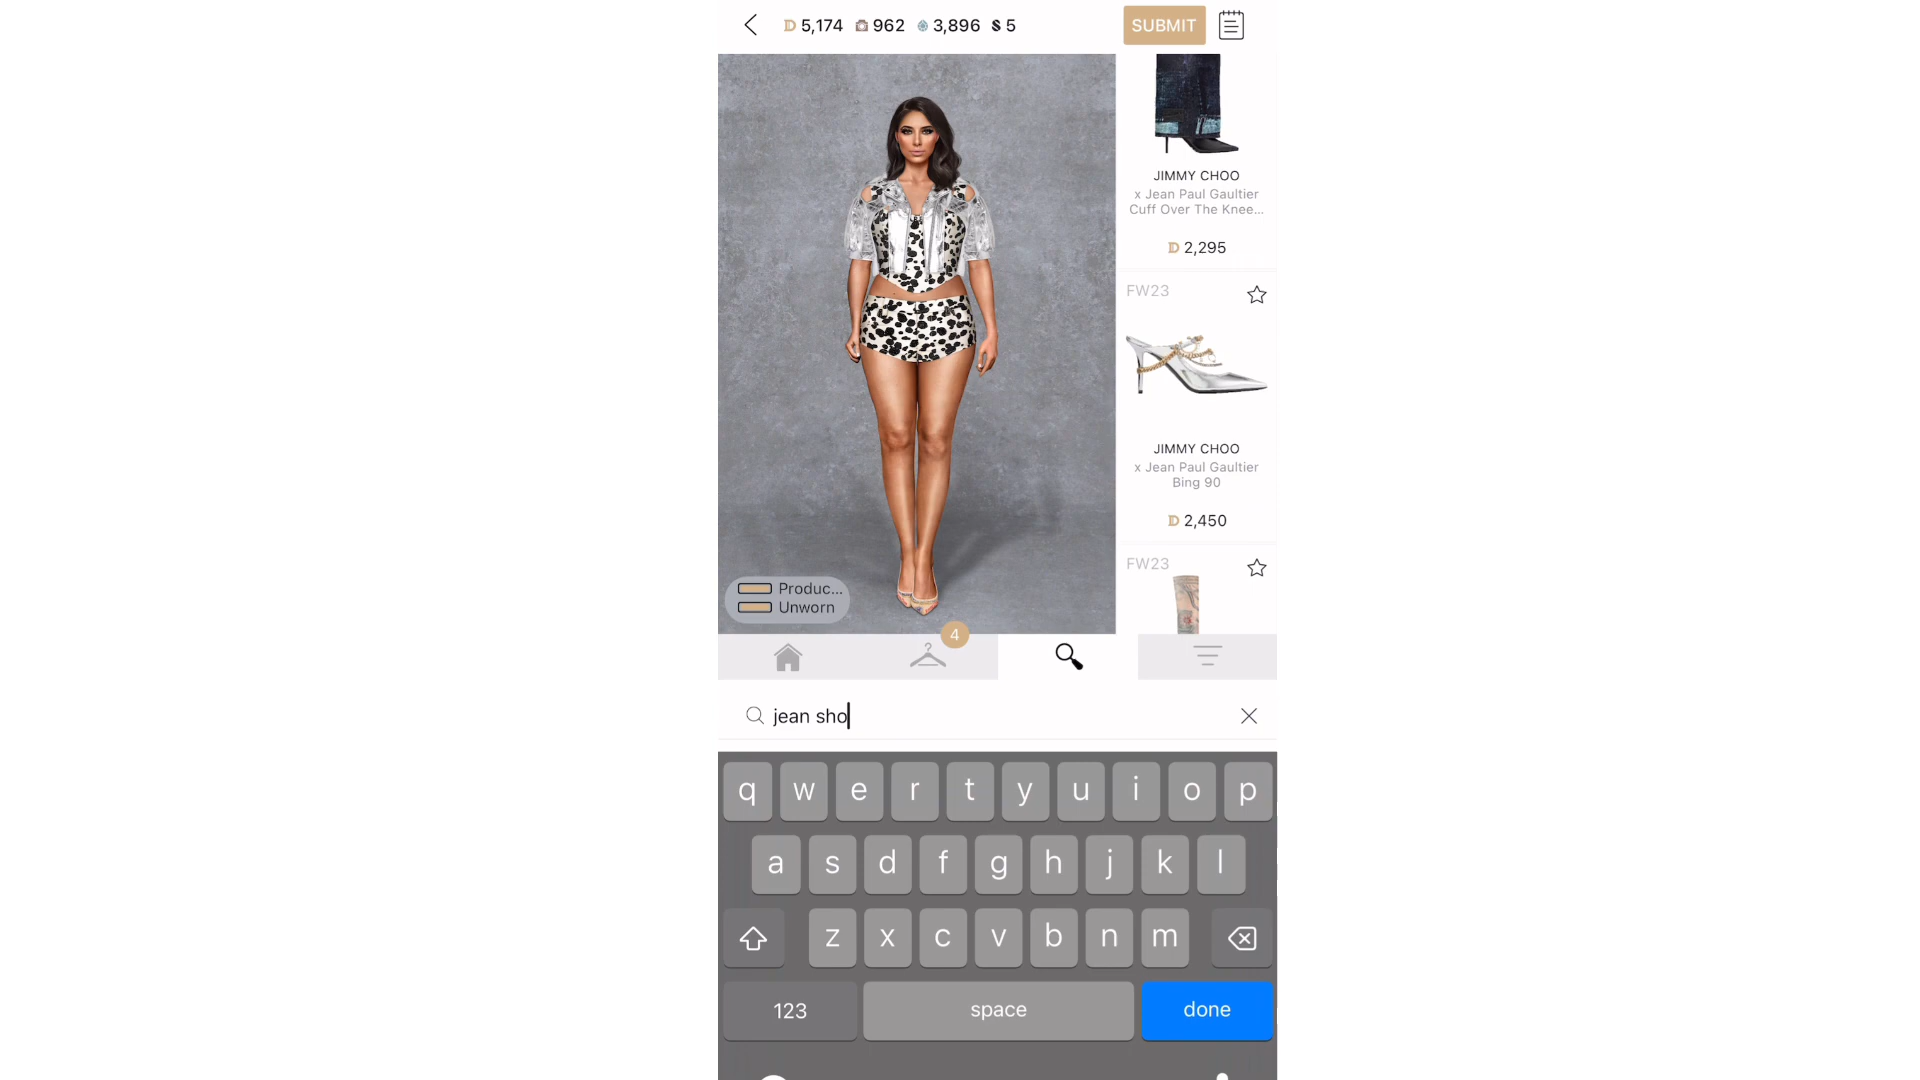 5,174 962 3,896 5
SUBMIT
JIMMY CHOO
x Jean Paul Gaultier
Cuff Over The Knee...
2,295
FW23
JIMMY CHOO
x Jean Paul Gaultier
Bing 90
2,450
FW23
Produc...
Unworn
4
jean sho
q w e r t y u i o p
a s d f g h j k l
z x c v b n m
123 space done